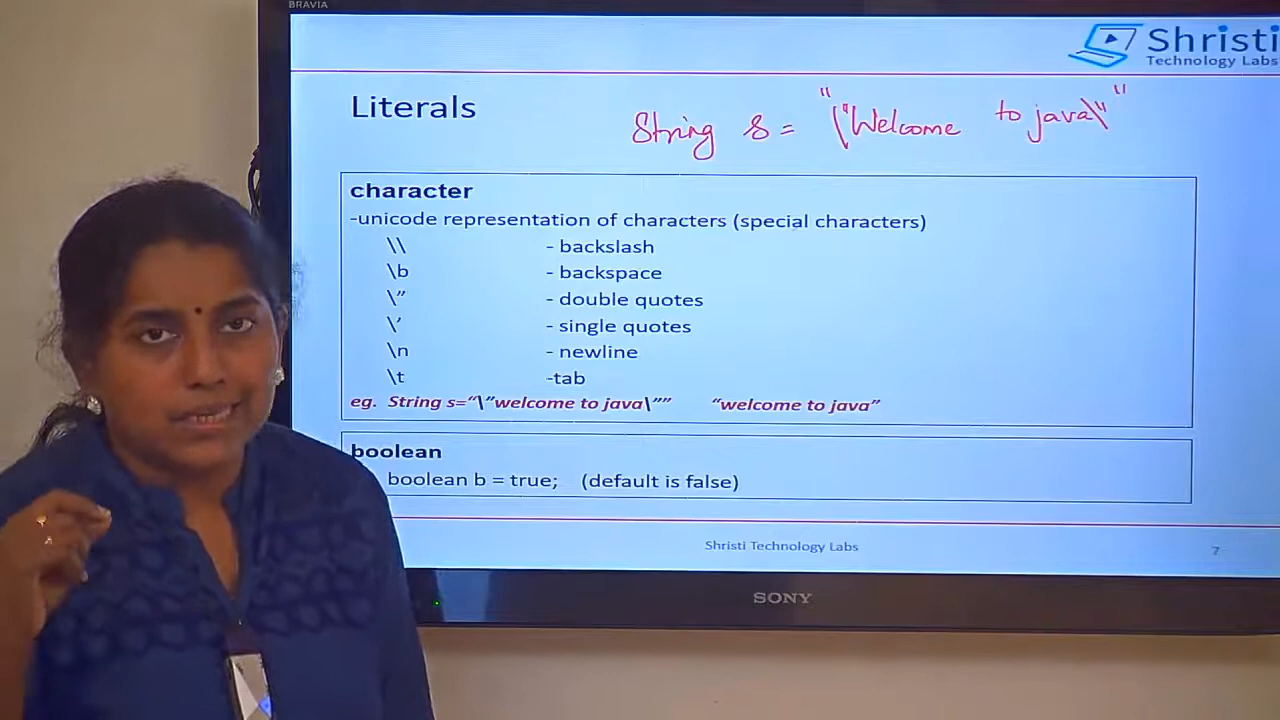 BRAVIA
Shristi
Technology Labs
Literals
String s = "\"Welcome to java\""
character
-unicode representation of characters (special characters)
\\ - backslash
\b - backspace
\” - double quotes
\’ - single quotes
\n - newline
\t -tab
eg. String s=“\”welcome to java\”” “welcome to java”
boolean
boolean b = true; (default is false)
Shristi Technology Labs 7
SONY